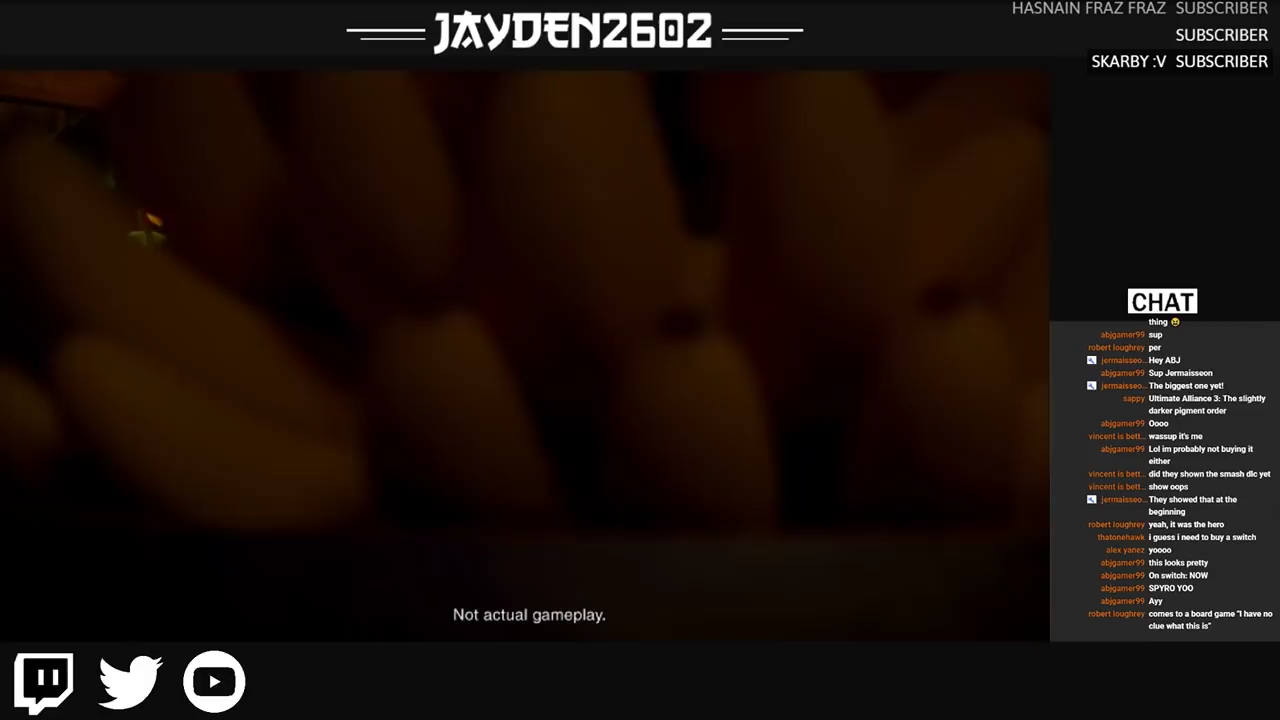 HASNAIN FRAZ FRAZ SUBSCRIBER
JAYDEN2602
SUBSCRIBER
SKARBY :V SUBSCRIBER
CHAT
thing
abjgamer99 sup
robert loughrey per
jermaisseo... Hey ABJ
abjgamer99 Sup Jermaisseon
jermaisseo... The biggest one yet!
sappy Ultimate Alliance 3: The slightly
darker pigment order
abjgamer99 Oooo
vincent is bett... wassup it's me
abjgamer99 Lol im probably not buying it
either
vincent is bett... did they shown the smash dlc yet
vincent is bett... show oops
jermaisseo... They showed that at the
beginning
robert loughrey yeah, it was the hero
thatonehawk i guess i need to buy a switch
alex yanez yoooo
abjgamer99 this looks pretty
abjgamer99 On switch: NOW
abjgamer99 SPYRO YOO
abjgamer99 Ayy
robert loughrey comes to a board game "I have no
clue what this is"
Not actual gameplay.